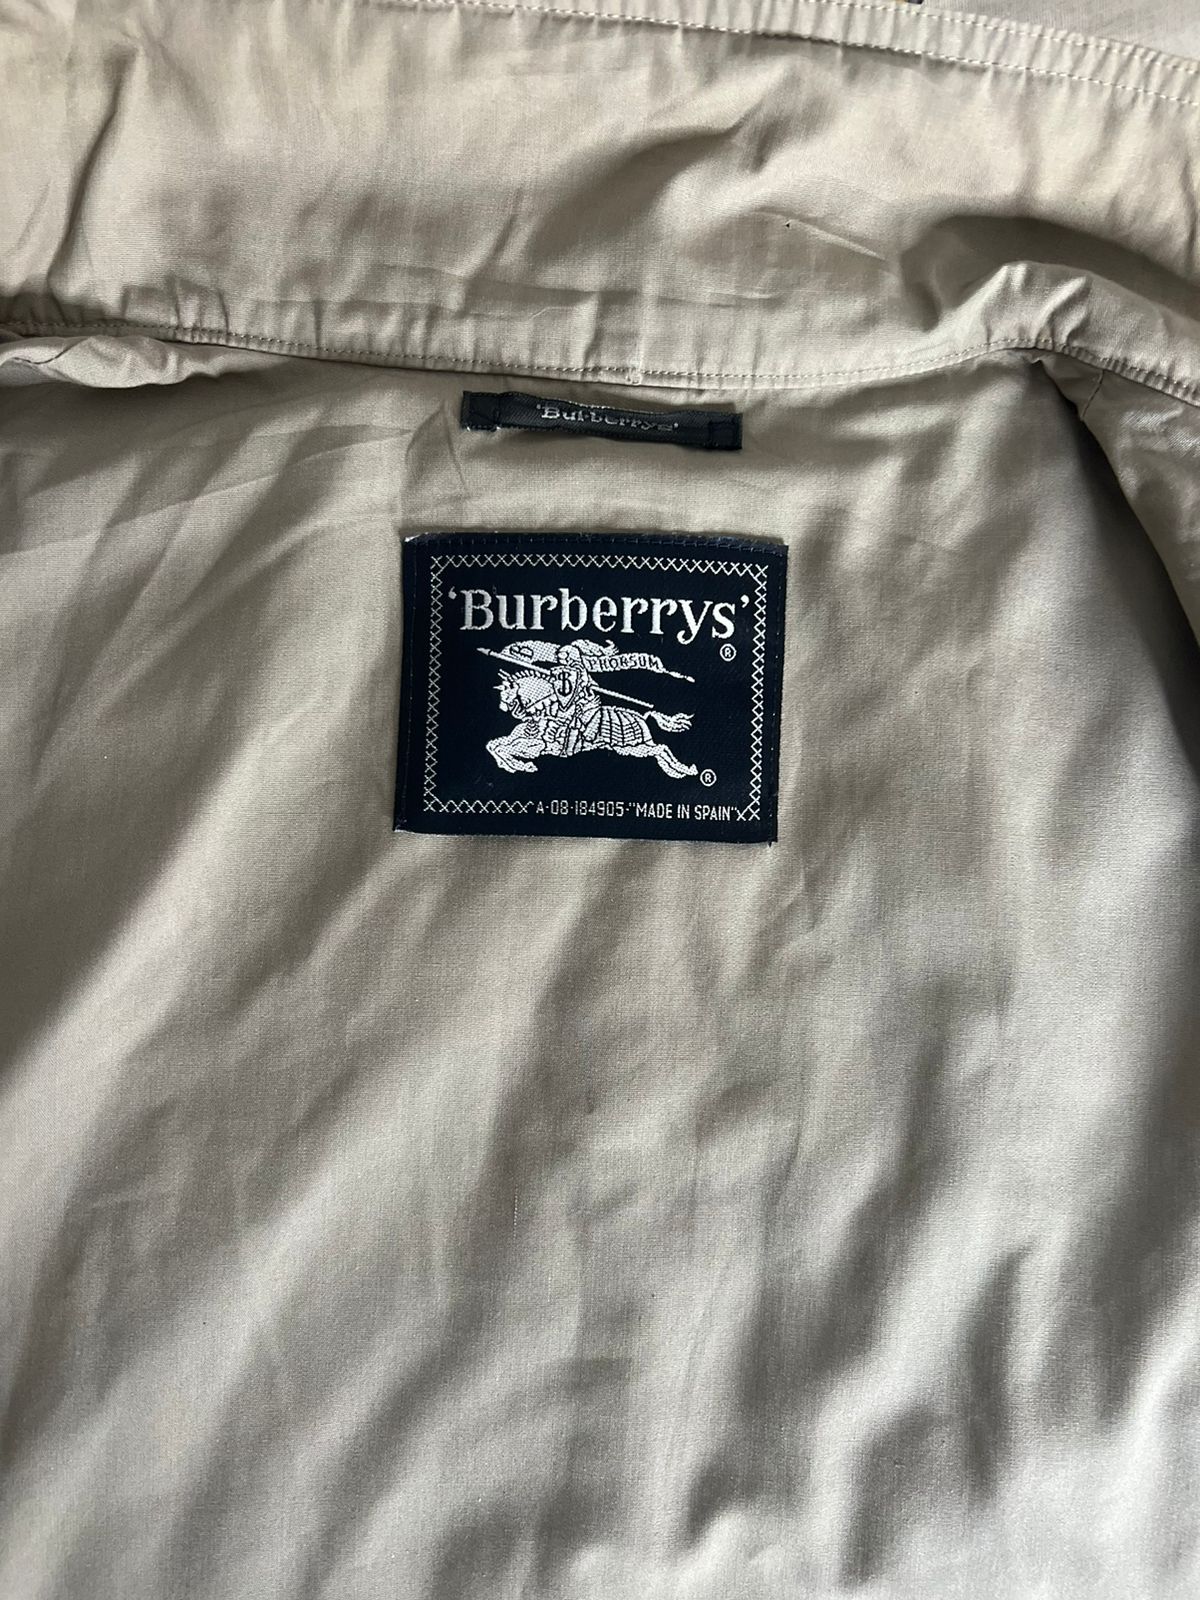 'Burberrys'
'Burberrys'
®
B PRORSUM
B
®
A-08-184905-"MADE IN SPAIN"